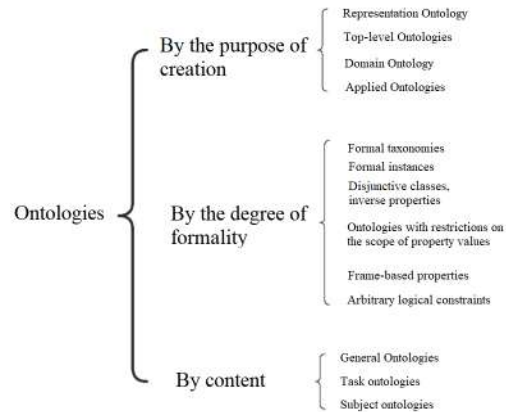 Ontologies
By the purpose of
creation
Representation Ontology
Top-level Ontologies
Domain Ontology
Applied Ontologies
By the degree of
formality
Formal taxonomies
Formal instances
Disjunctive classes,
inverse properties
Ontologies with restrictions on
the scope of property values
Frame-based properties
Arbitrary logical constraints
By content
General Ontologies
Task ontologies
Subject ontologies